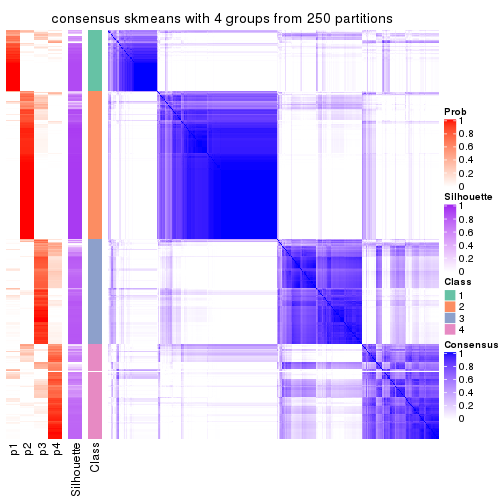 consensus skmeans with 4 groups from 250 partitions
Prob
1
0.8
0.6
0.4
0.2
0
Silhouette
1
0.8
0.6
0.4
0.2
0
Class
1
2
3
4
Consensus
1
0.8
0.6
0.4
0.2
0
p1
p2
p3
p4
Silhouette
Class